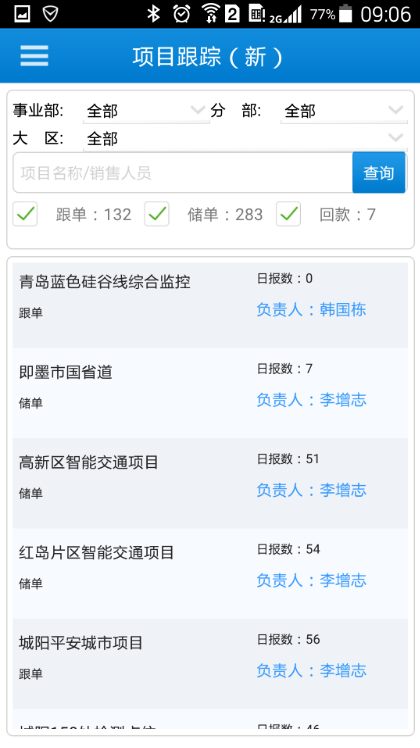 2
2G 77% 09:06
项目跟踪（新）
事业部: 全部 分 部: 全部
大 区: 全部
项目名称/销售人员 查询
跟单：132 储单：283 回款：7
青岛蓝色硅谷线综合监控 日报数：0
跟单 负责人：韩国栋
即墨市国省道 日报数：7
储单 负责人：李增志
高新区智能交通项目 日报数：51
储单 负责人：李增志
红岛片区智能交通项目 日报数：54
储单 负责人：李增志
城阳平安城市项目 日报数：56
跟单 负责人：李增志
日报数：46